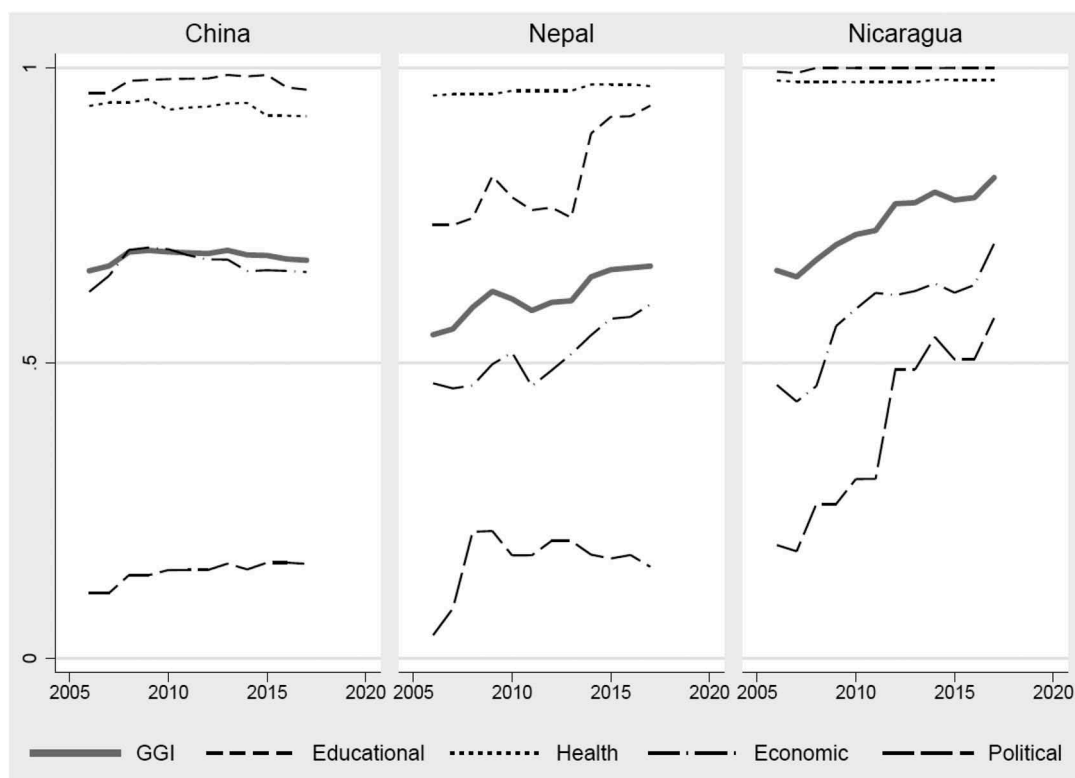 China Nepal Nicaragua
1
.5
0
2005 2010 2015 2020 2005 2010 2015 2020 2005 2010 2015 2020
GGI Educational Health Economic Political